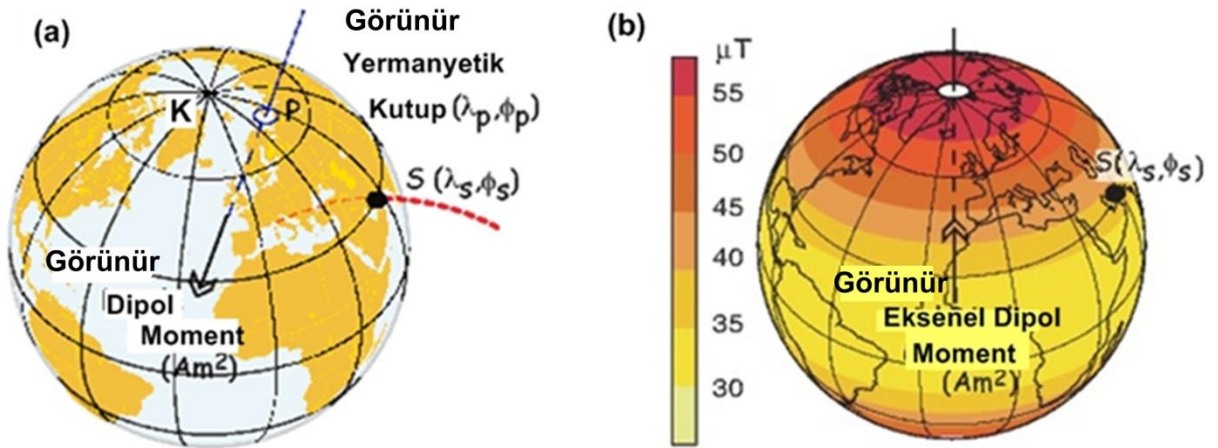 (a)
Görünür
Yermanyetik
Kutup (λp,ϕp)
K
P
S (λs,ϕs)
Görünür
Dipol
Moment
(Am²)
(b)
μT
55
50
45
40
35
30
S(λs,ϕs)
Görünür
Eksenel Dipol
Moment
(Am²)